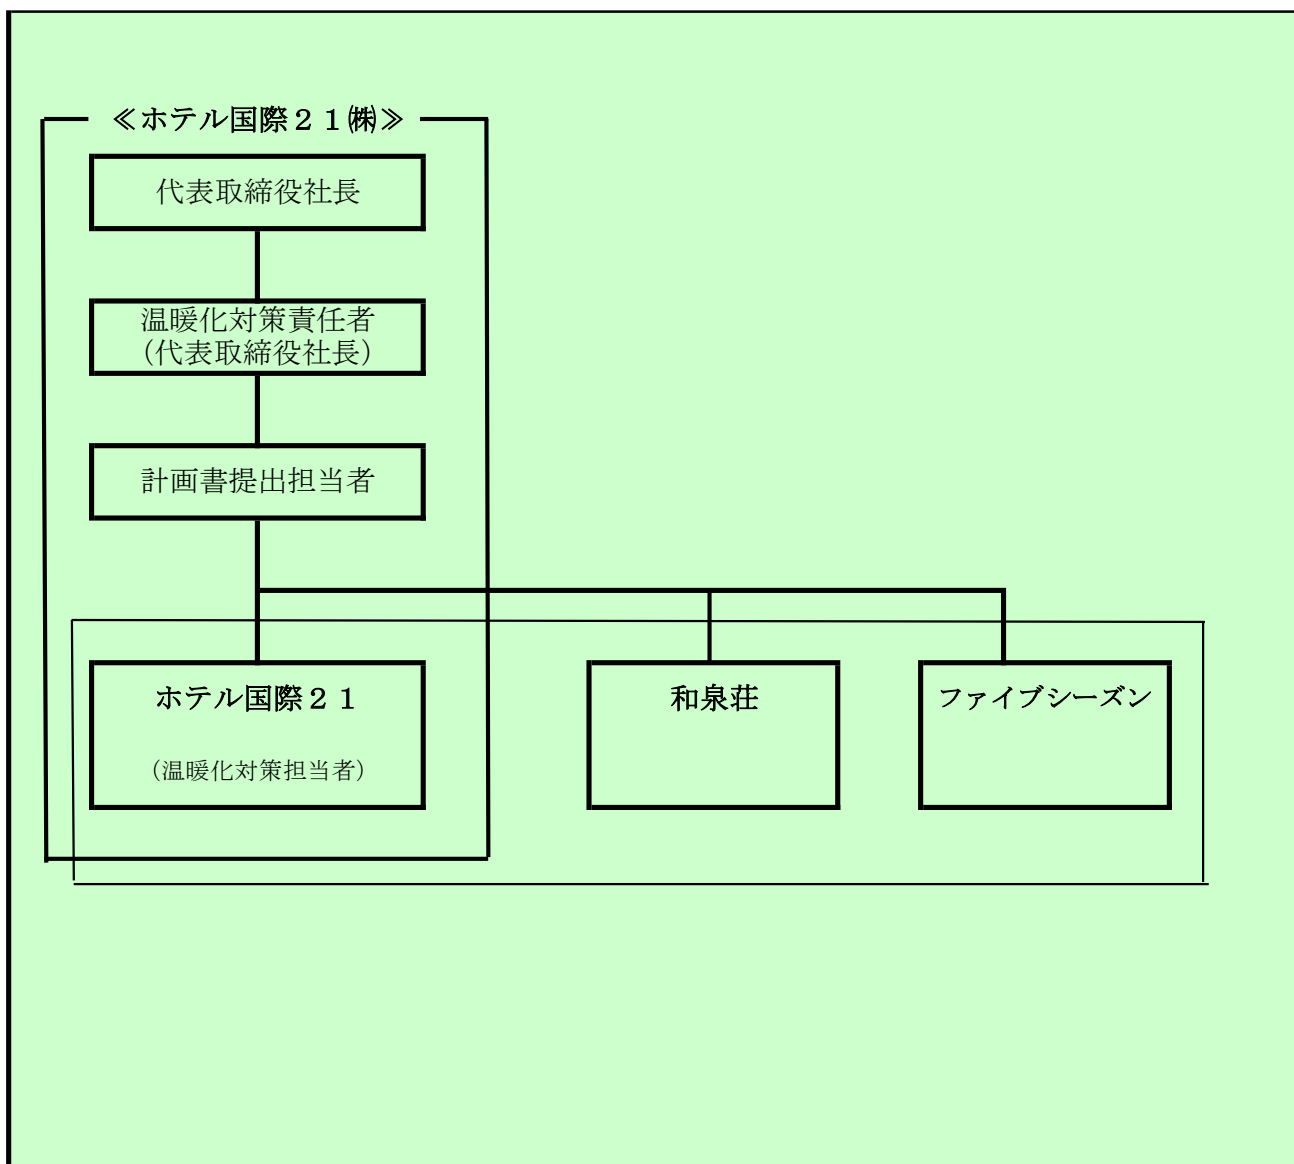 ≪ホテル国際２１㈱≫
代表取締役社長
温暖化対策責任者
（代表取締役社長）
計画書提出担当者
ホテル国際２１
（温暖化対策担当者）
和泉荘
ファイブシーズン